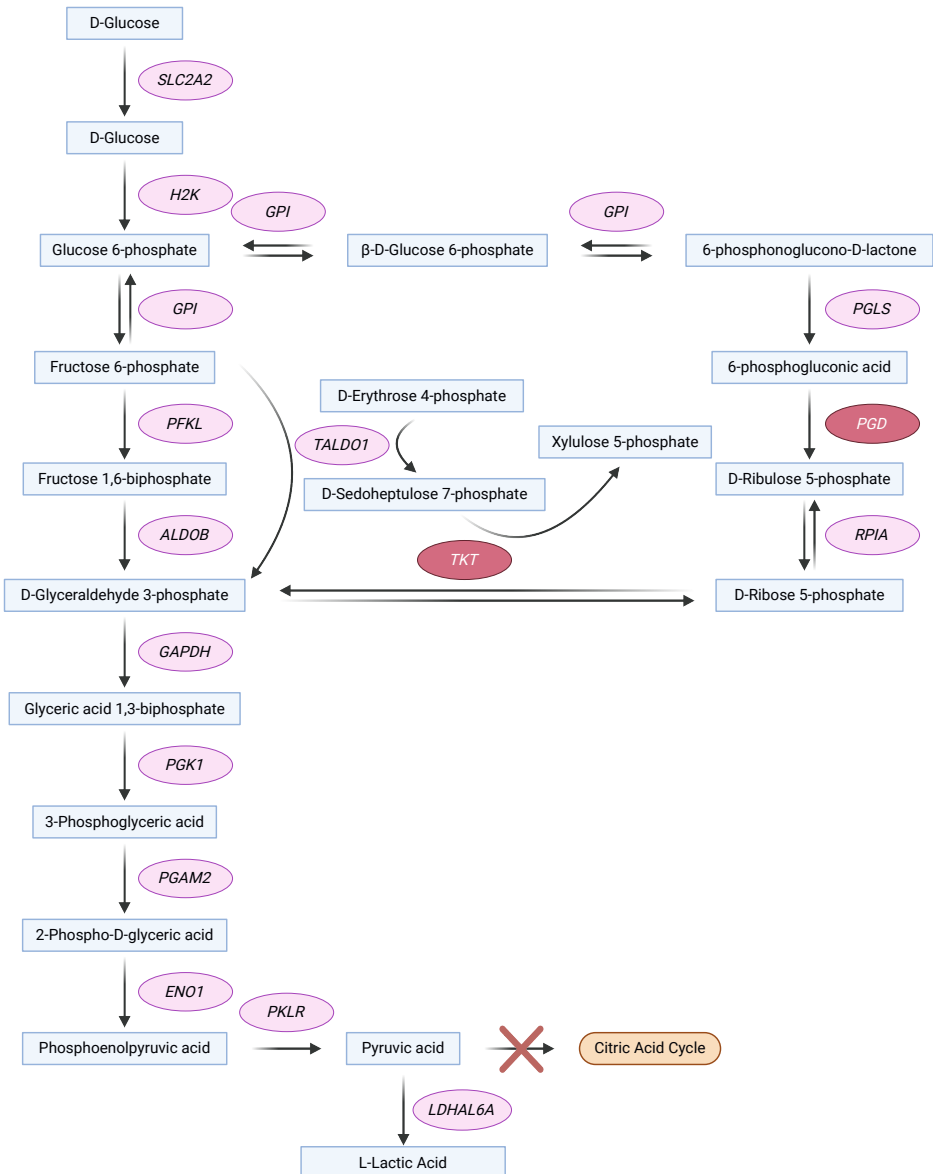 D-Glucose
SLC2A2
D-Glucose
H2K
GPI
GPI
Glucose 6-phosphate
β-D-Glucose 6-phosphate
6-phosphonoglucono-D-lactone
GPI
PGLS
Fructose 6-phosphate
6-phosphogluconic acid
D-Erythrose 4-phosphate
PFKL
TALDO1
Xylulose 5-phosphate
PGD
Fructose 1,6-biphosphate
D-Sedoheptulose 7-phosphate
D-Ribulose 5-phosphate
ALDOB
TKT
RPIA
D-Glyceraldehyde 3-phosphate
D-Ribose 5-phosphate
GAPDH
Glyceric acid 1,3-biphosphate
PGK1
3-Phosphoglyceric acid
PGAM2
2-Phospho-D-glyceric acid
ENO1
PKLR
Phosphoenolpyruvic acid
Pyruvic acid
Citric Acid Cycle
LDHAL6A
L-Lactic Acid